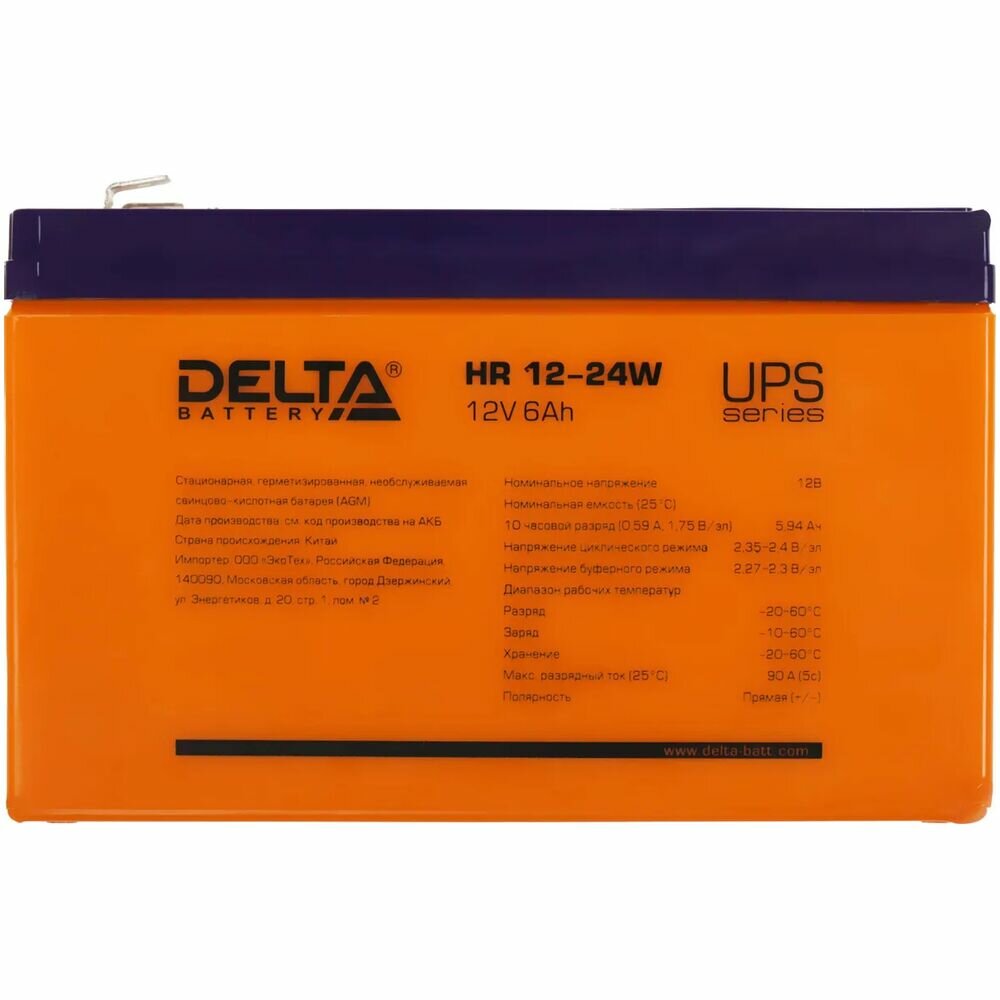 DELTA®
BATTERY
HR 12-24W
12V 6Ah
UPS
series
Стационарная, герметизированная, необслуживаемая
свинцово-кислотная батарея (AGM)
Дата производства: см. код производства на АКБ
Страна происхождения: Китай
Импортер: ООО «ЭкоТех», Российская Федерация,
140090, Московская область, город Дзержинский,
ул. Энергетиков, д. 20, стр. 1, пом. №2
Номинальное напряжение 12В
Номинальная емкость (25°С)
10 часовой разряд (0,59 А; 1,75 В/эл) 5,94 Ач
Напряжение циклического режима 2,35-2,4 В/эл
Напряжение буферного режима 2,27-2,3 В/эл
Диапазон рабочих температур:
Разряд -20-60°С
Заряд -10-60°С
Хранение -20-60°С
Макс. разрядный ток (25°С) 90 А (5с)
Полярность Прямая (+/-)
www.delta-batt.com